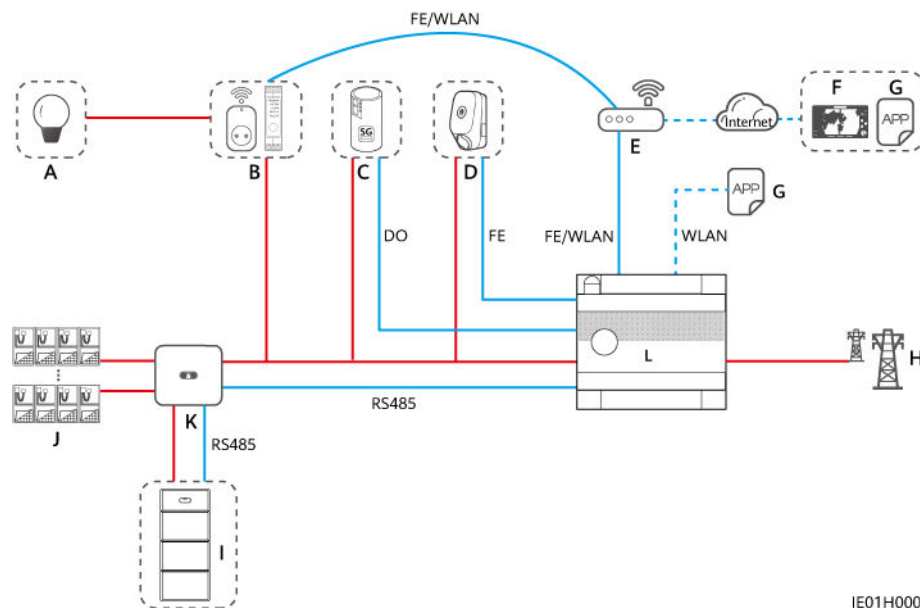 FE/WLAN
F
G
SG
APP
Internet
A
B
C
D
E
APP
G
DO
FE
FE/WLAN
WLAN
L
H
J
K
RS485
RS485
I
IE01H000